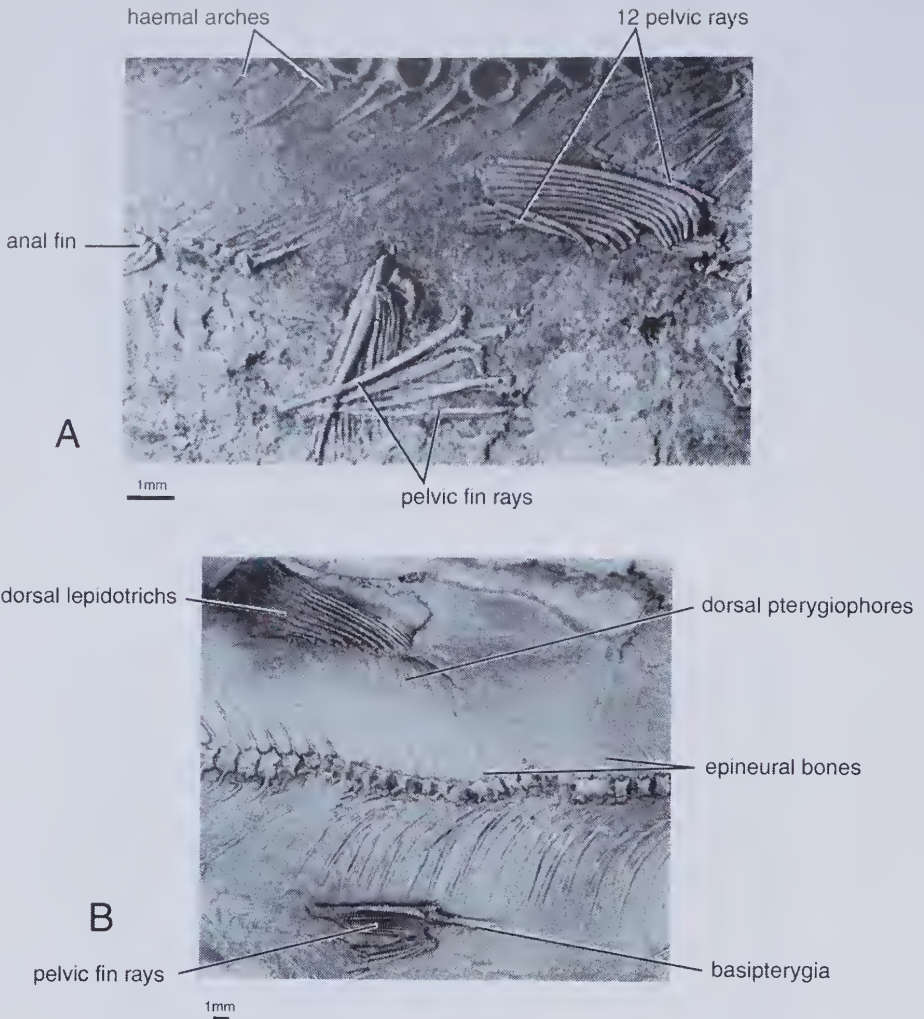 haemal arches
12 pelvic rays
anal fin
A
1mm
pelvic fin rays
dorsal lepidotrichs
dorsal pterygiophores
epineural bones
B
pelvic fin rays
basipterygia
1mm